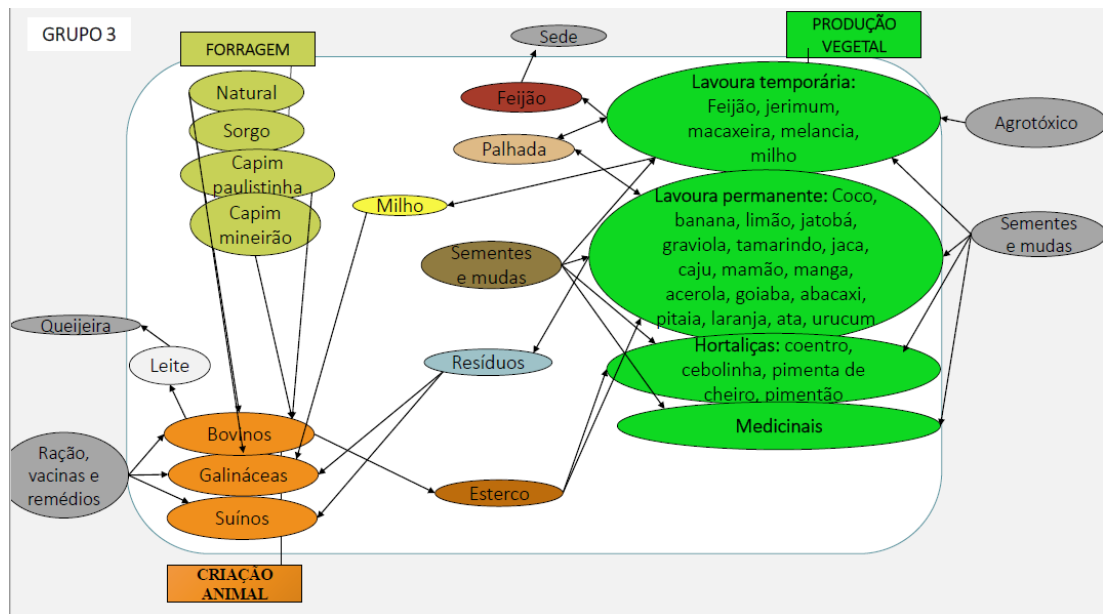 GRUPO 3
FORRAGEM
Natural
Sorgo
Capim
paulistinha
Capim
mineirão
Sede
Feijão
Palhada
Milho
Sementes
e mudas
Resíduos
Esterco
PRODUÇÃO
VEGETAL
Lavoura temporária:
Feijão, jerimum,
macaxeira, melancia,
milho
Lavoura permanente: Coco,
banana, limão, jatobá,
graviola, tamarindo, jaca,
caju, mamão, manga,
acerola, goiaba, abacaxi,
pitaia, laranja, ata, urucum
Hortaliças: coentro,
cebolinha, pimenta de
cheiro, pimentão
Medicinais
Agrotóxico
Sementes
e mudas
Queijeira
Leite
Ração,
vacinas e
remédios
Bovinos
Galináceas
Suínos
CRIAÇÃO
ANIMAL